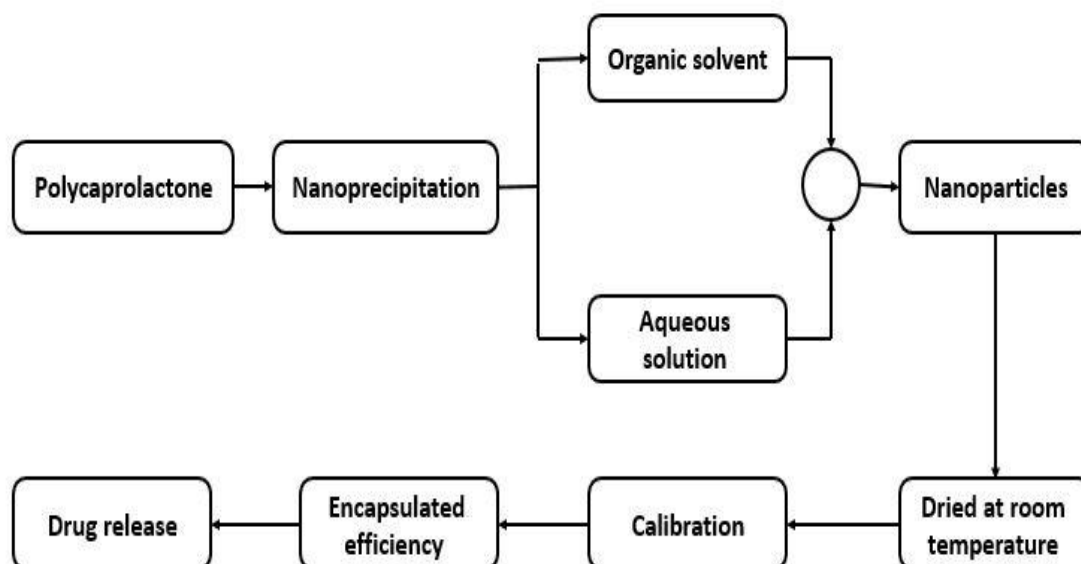 Polycaprolactone
Nanoprecipitation
Organic solvent
Aqueous
solution
Nanoparticles
Dried at room
temperature
Calibration
Encapsulated
efficiency
Drug release